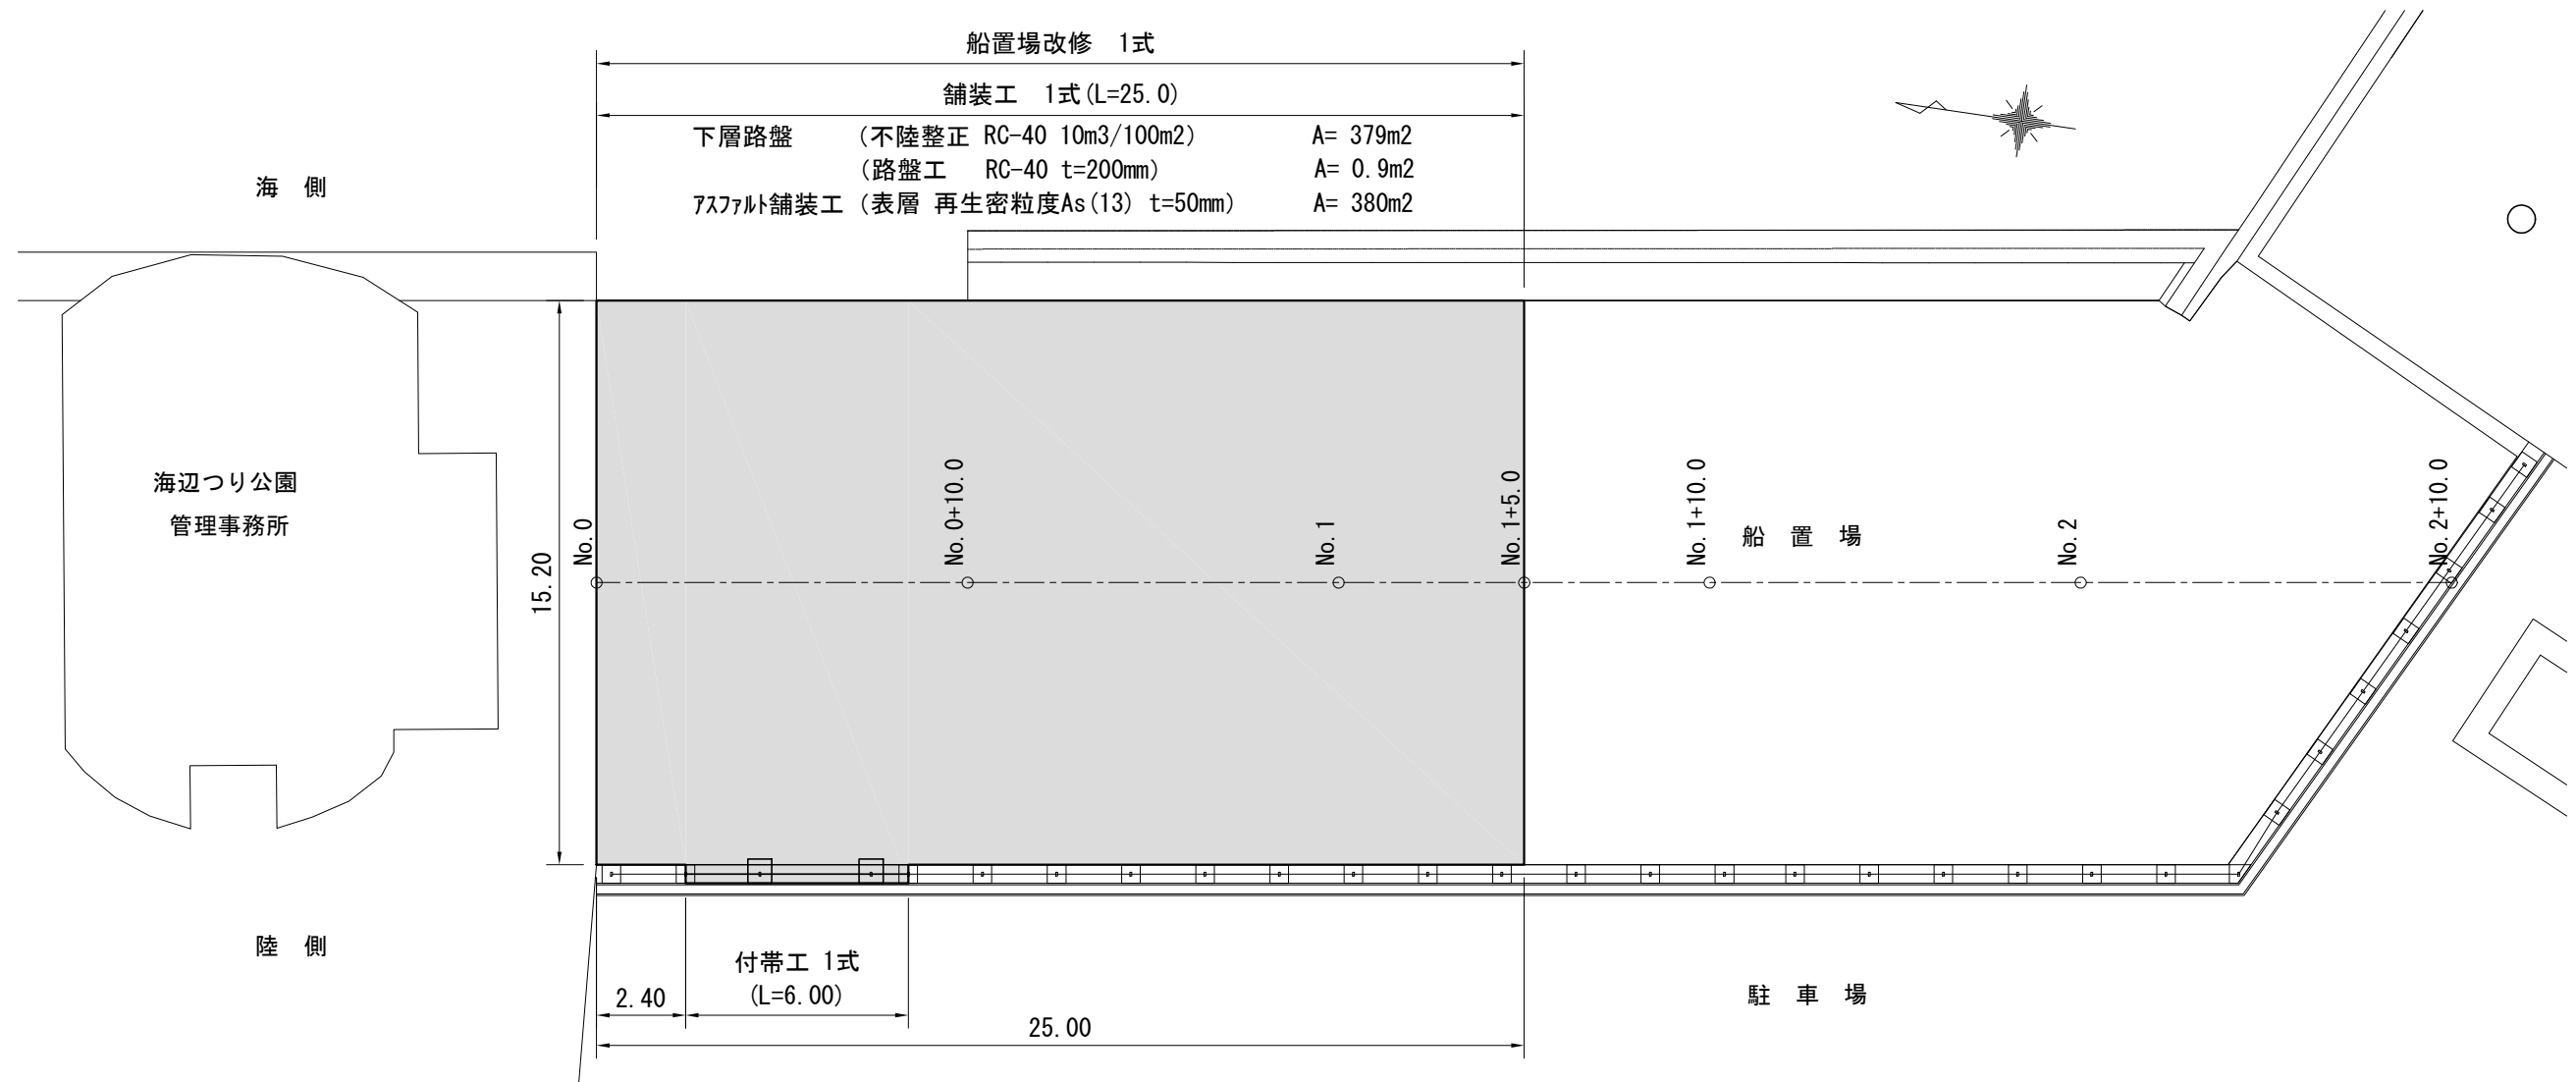 船置場改修　1式
舗装工　1式(L=25.0)
下層路盤　　(不陸整正 RC-40 10m3/100m2)　　A= 379m2
(路盤工　RC-40 t=200mm)　　A= 0.9m2
ｱｽﾌｧﾙﾄ舗装工 (表層 再生密粒度As(13) t=50mm)　　A= 380m2
海　側
海辺つり公園
管理事務所
15.20
No.0
No.0+10.0
No.1
No.1+5.0
No.1+10.0
船　置　場
No.2
No.2+10.0
陸　側
付帯工 1式
(L=6.00)
2.40
25.00
駐　車　場